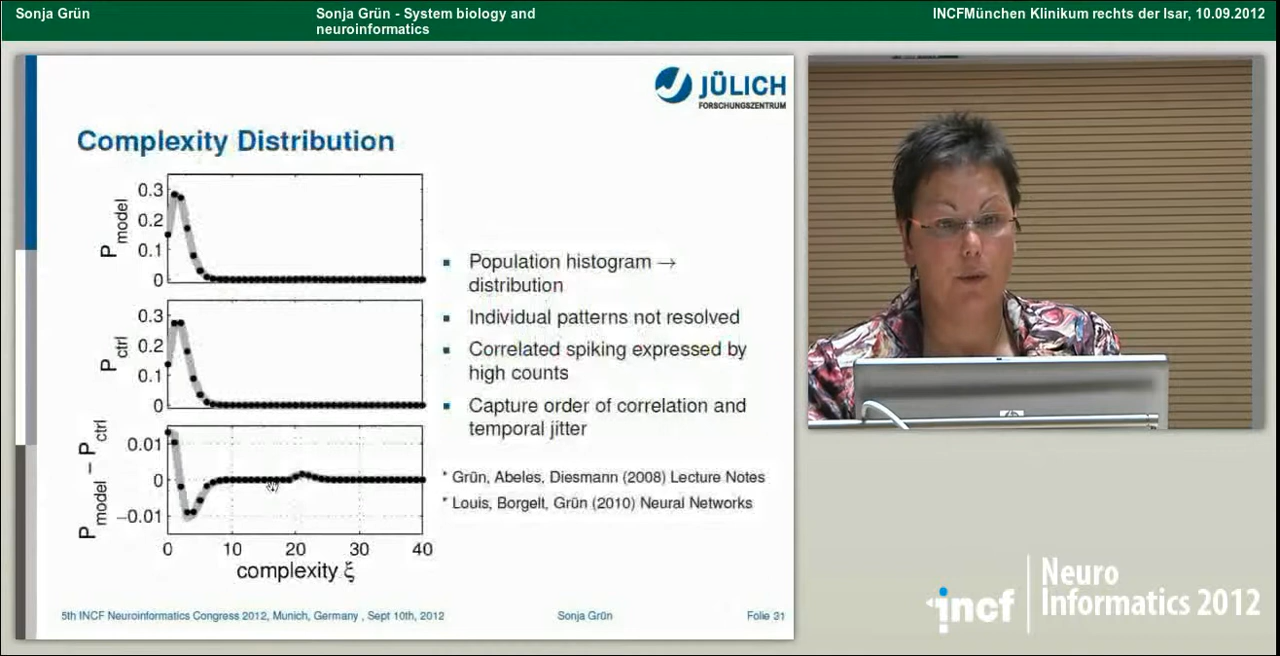 Sonja Grün
Sonja Grün - System biology and
neuroinformatics
INCFMünchen Klinikum rechts der Isar, 10.09.2012
JÜLICH
FORSCHUNGSZENTRUM
Complexity Distribution
P model
0.3
0.2
0.1
0
P ctrl
0.3
0.2
0.1
0
P model − P ctrl
0.01
0
−0.01
0 10 20 30 40
complexity ξ
Population histogram →
distribution
Individual patterns not resolved
Correlated spiking expressed by
high counts
Capture order of correlation and
temporal jitter
* Grün, Abeles, Diesmann (2008) Lecture Notes
* Louis, Borgelt, Grün (2010) Neural Networks
5th INCF Neuroinformatics Congress 2012, Munich, Germany , Sept 10th, 2012
Sonja Grün
Folie 31
hp
incf
Neuro
Informatics 2012